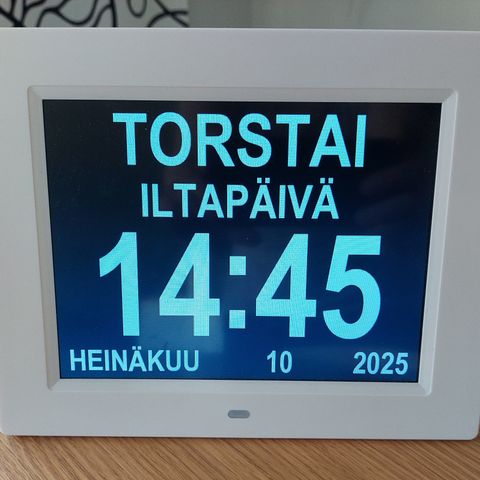 TORSTAI
ILTAPÄIVÄ
14:45
HEINÄKUU 10 2025